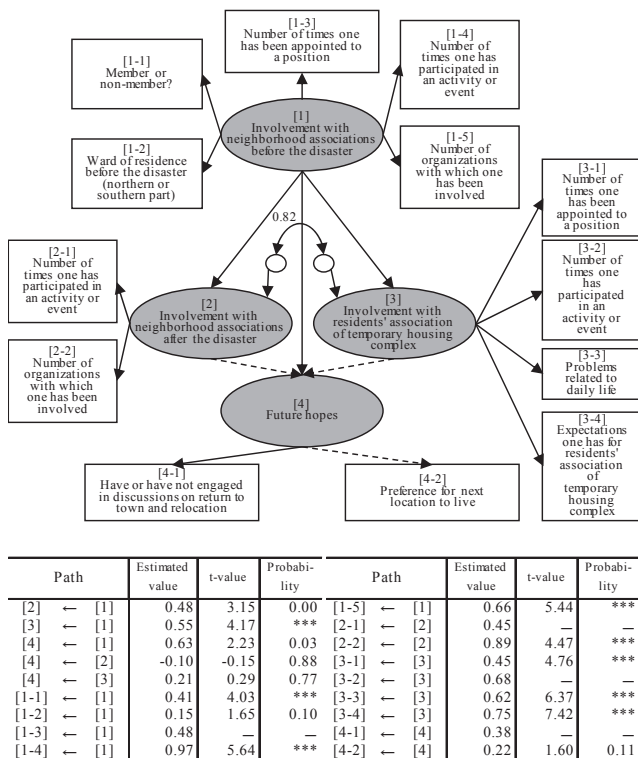 [1-3]
Number of times one
has been appointed to
a position
[1-4]
Number of
times one has
participated in
an activity or
event
[1-1]
Member or
non-member?
[1]
Involvement with
neighborhood associations
before the disaster
[1-2]
Ward of residence
before the disaster
(northern or
southern part)
[1-5]
Number of
organizations
with which one
has been
involved
[3-1]
Number of
times one
has been
appointed to
a position
0.82
[2-1]
Number of
times one has
participated in
an activity or
event
[3-2]
Number of
times one
has
participated
in an
activity or
event
[2]
Involvement with
neighborhood associations
after the disaster
[3]
Involvement with
residents' association
of temporary housing
complex
[2-2]
Number of
organizations
with which
one has been
involved
[3-3]
Problems
related to
daily life
[4]
Future hopes
[3-4]
Expectations
one has for
residents'
association
of
temporary
housing
complex
[4-1]
Have or have not engaged
in discussions on return to
town and relocation
[4-2]
Preference for next
location to live
Path Estimated value t-value Probabi-lity Path Estimated value t-value Probabi-lity
[2] ← [1] 0.48 3.15 0.00 [1-5] ← [1] 0.66 5.44 ***
[3] ← [1] 0.55 4.17 *** [2-1] ← [2] 0.45 — —
[4] ← [1] 0.63 2.23 0.03 [2-2] ← [2] 0.89 4.47 ***
[4] ← [2] -0.10 -0.15 0.88 [3-1] ← [3] 0.45 4.76 ***
[4] ← [3] 0.21 0.29 0.77 [3-2] ← [3] 0.68 — —
[1-1] ← [1] 0.41 4.03 *** [3-3] ← [3] 0.62 6.37 ***
[1-2] ← [1] 0.15 1.65 0.10 [3-4] ← [3] 0.75 7.42 ***
[1-3] ← [1] 0.48 — — [4-1] ← [4] 0.38 — —
[1-4] ← [1] 0.97 5.64 *** [4-2] ← [4] 0.22 1.60 0.11